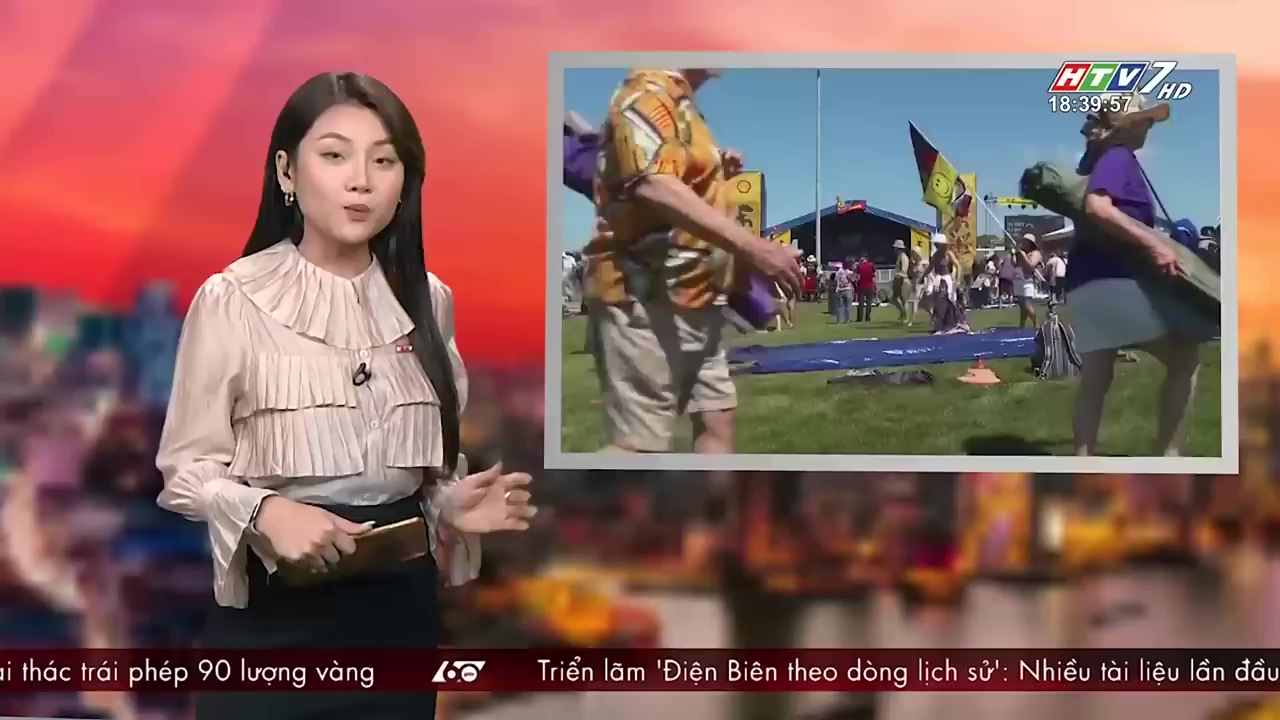 HTV7
HD
18:39:57
ai thác trái phép 90 lượng vàng
60
Triển lãm 'Điện Biên theo dòng lịch sử': Nhiều tài liệu lần đầu